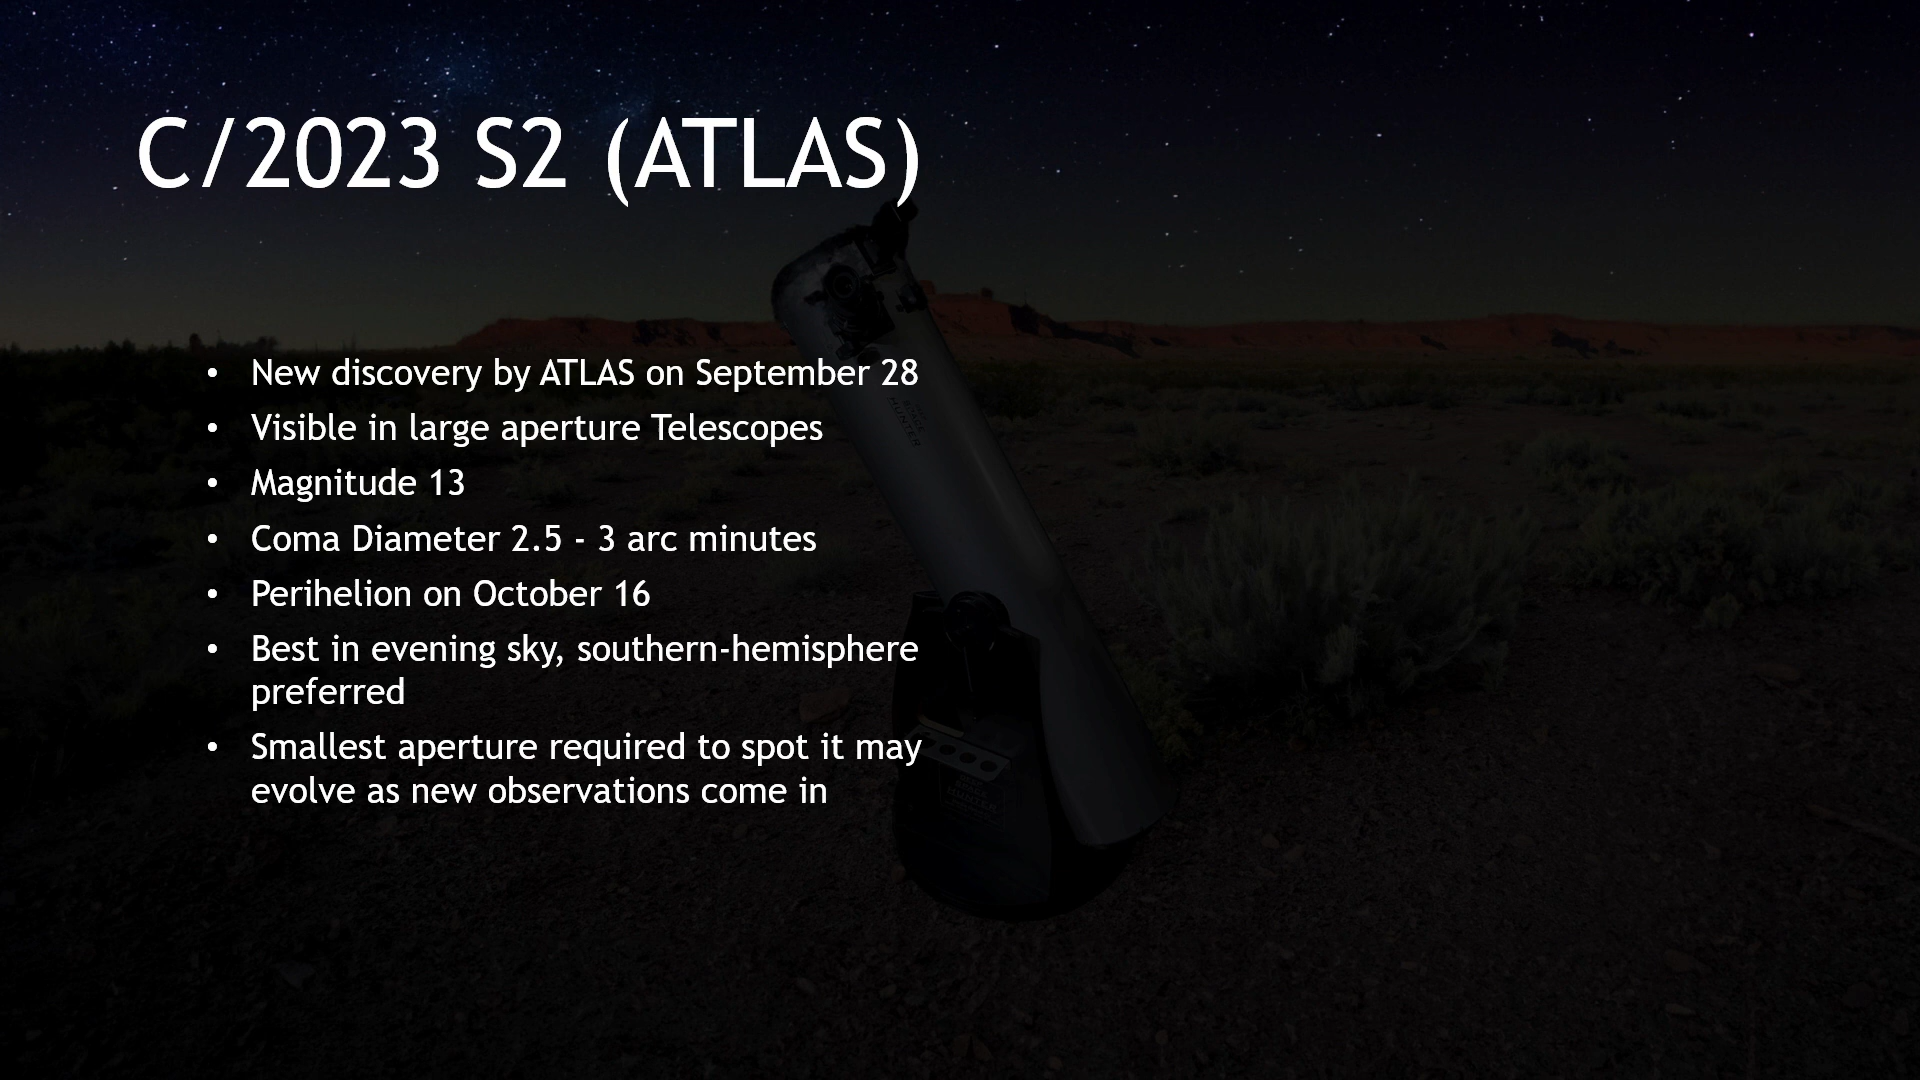 C/2023 S2 (ATLAS)
• New discovery by ATLAS on September 28
• Visible in large aperture Telescopes
• Magnitude 13
• Coma Diameter 2.5 - 3 arc minutes
• Perihelion on October 16
• Best in evening sky, southern-hemisphere
preferred
• Smallest aperture required to spot it may
evolve as new observations come in
HUNTER